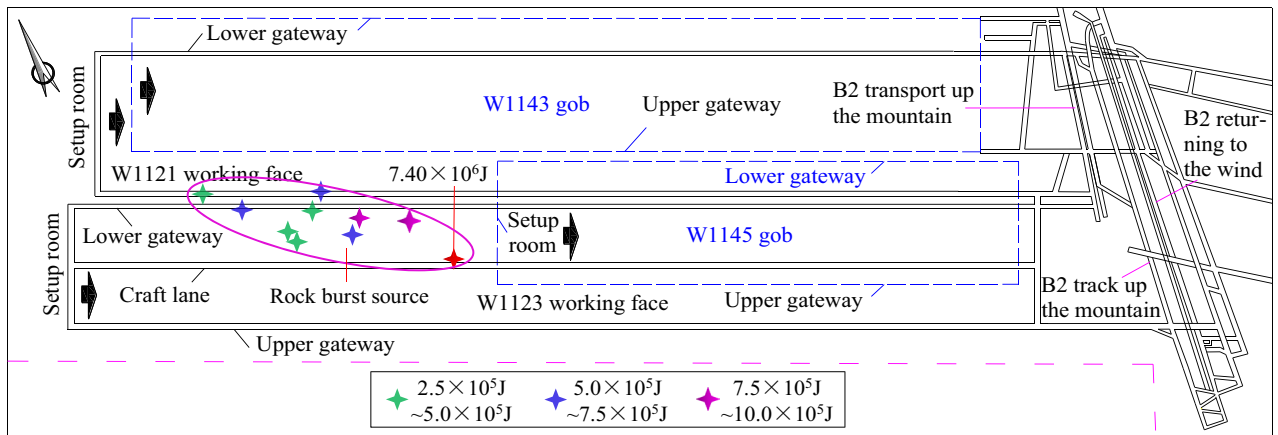 Lower gateway
Setup room
W1143 gob
Upper gateway
B2 transport up
the mountain
B2 retur-
ning to
the wind
W1121 working face
7.40×10⁶J
Lower gateway
Setup room
Lower gateway
Setup
room
W1145 gob
Craft lane
Rock burst source
W1123 working face
Upper gateway
B2 track up
the mountain
Upper gateway
2.5×10⁵J
~5.0×10⁵J
5.0×10⁵J
~7.5×10⁵J
7.5×10⁵J
~10.0×10⁵J